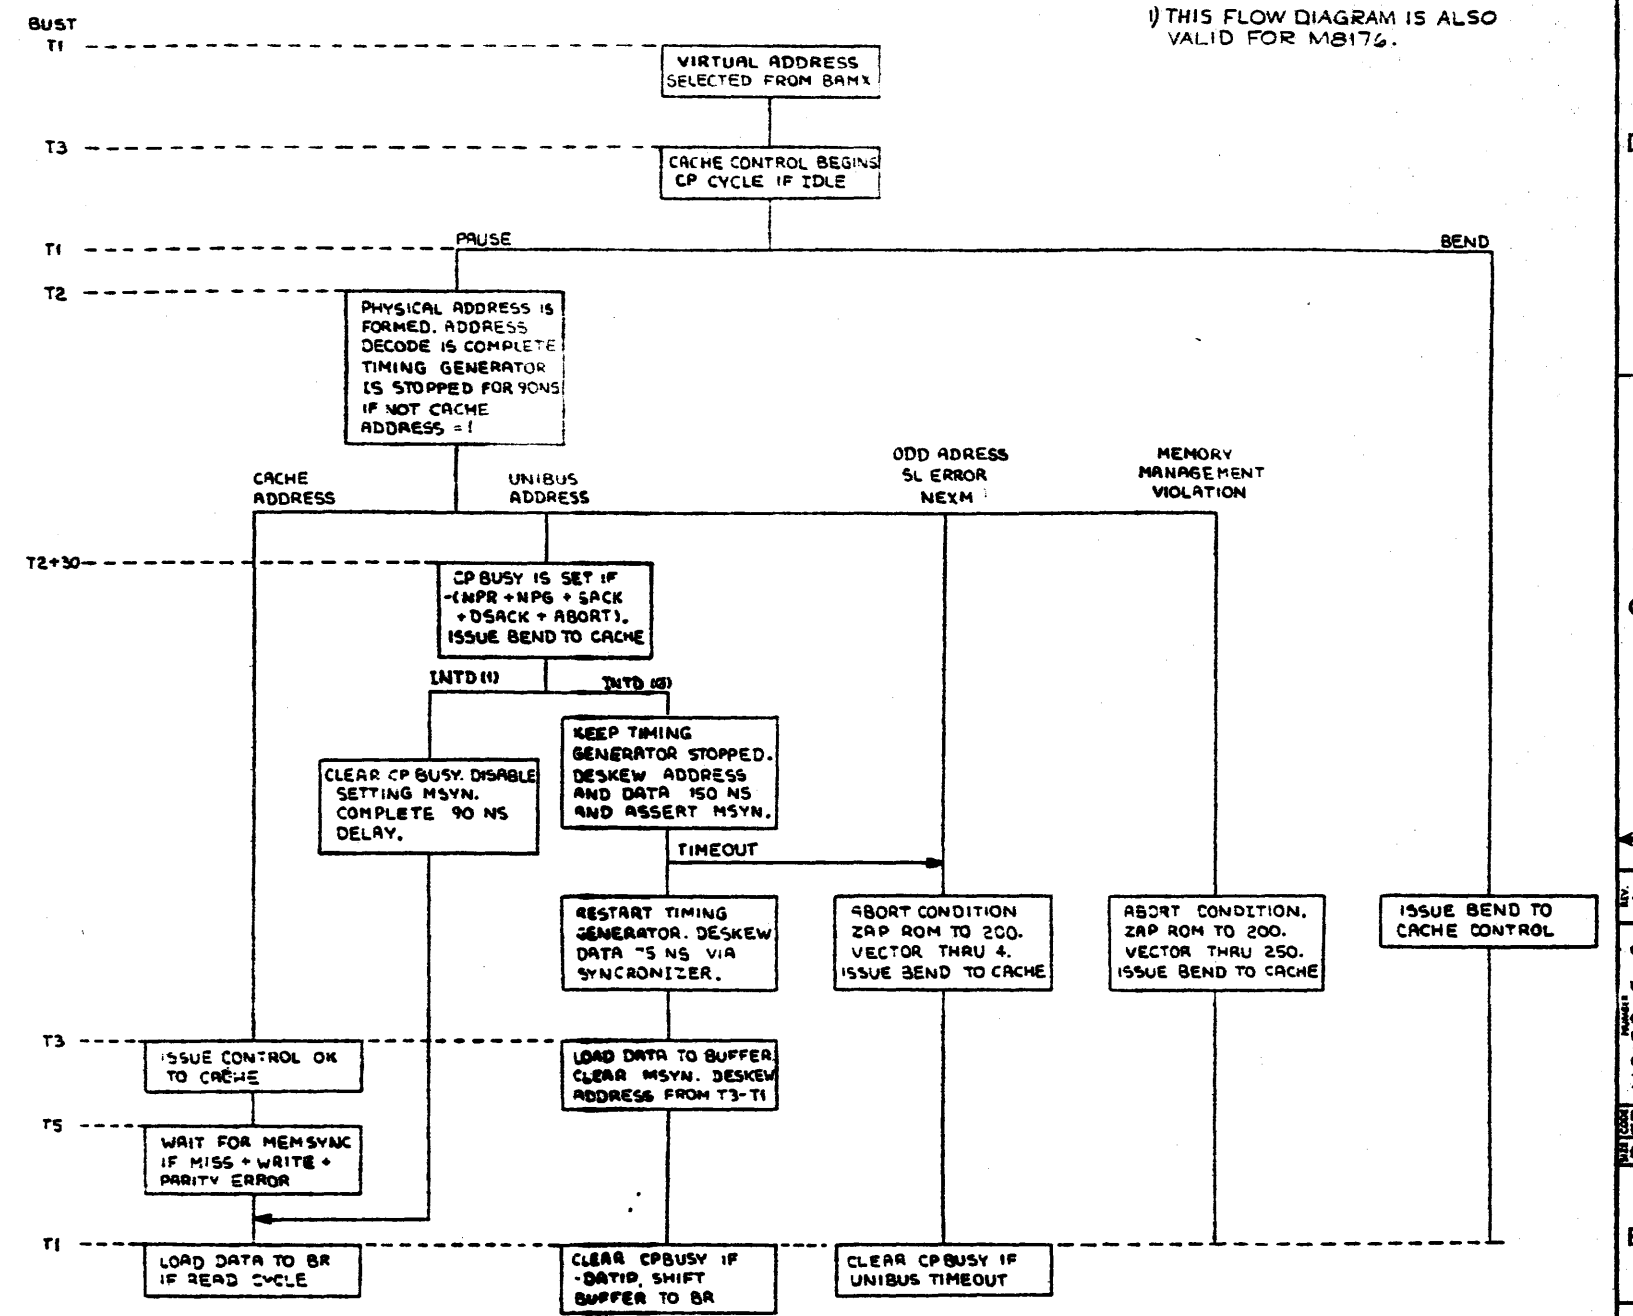 1) THIS FLOW DIAGRAM IS ALSO
VALID FOR M8176.
BUST
T1
VIRTUAL ADDRESS
SELECTED FROM BAMX
T3
CACHE CONTROL BEGINS
CP CYCLE IF IDLE
T1
PAUSE
BEND
T2
PHYSICAL ADDRESS IS
FORMED. ADDRESS
DECODE IS COMPLETE
TIMING GENERATOR
IS STOPPED FOR 90NS
IF NOT CACHE
ADDRESS = 1
CACHE
ADDRESS
UNIBUS
ADDRESS
ODD ADRESS
SL ERROR
NEXM
MEMORY
MANAGEMENT
VIOLATION
T2+30
CP BUSY IS SET IF
-(NPR + NPG + SACK
+ DSACK + ABORT).
ISSUE BEND TO CACHE
INTD (1)
INTD (0)
CLEAR CP BUSY. DISABLE
SETTING MSYN.
COMPLETE 90 NS
DELAY.
KEEP TIMING
GENERATOR STOPPED.
DESKEW ADDRESS
AND DATA 150 NS
AND ASSERT MSYN.
TIMEOUT
RESTART TIMING
GENERATOR. DESKEW
DATA 75 NS VIA
SYNCRONIZER.
ABORT CONDITION
ZAP ROM TO 200.
VECTOR THRU 4.
ISSUE BEND TO CACHE
ABORT CONDITION.
ZAP ROM TO 200.
VECTOR THRU 250.
ISSUE BEND TO CACHE
ISSUE BEND TO
CACHE CONTROL
T3
ISSUE CONTROL OK
TO CACHE
LOAD DATA TO BUFFER.
CLEAR MSYN. DESKEW
ADDRESS FROM T3-T1
T5
WAIT FOR MEMSYNC
IF MISS + WRITE +
PARITY ERROR
T1
LOAD DATA TO BR
IF READ CYCLE
CLEAR CPBUSY IF
-DATIP, SHIFT
BUFFER TO BR
CLEAR CPBUSY IF
UNIBUS TIMEOUT
REV.
NUMBER
SIZE CODE